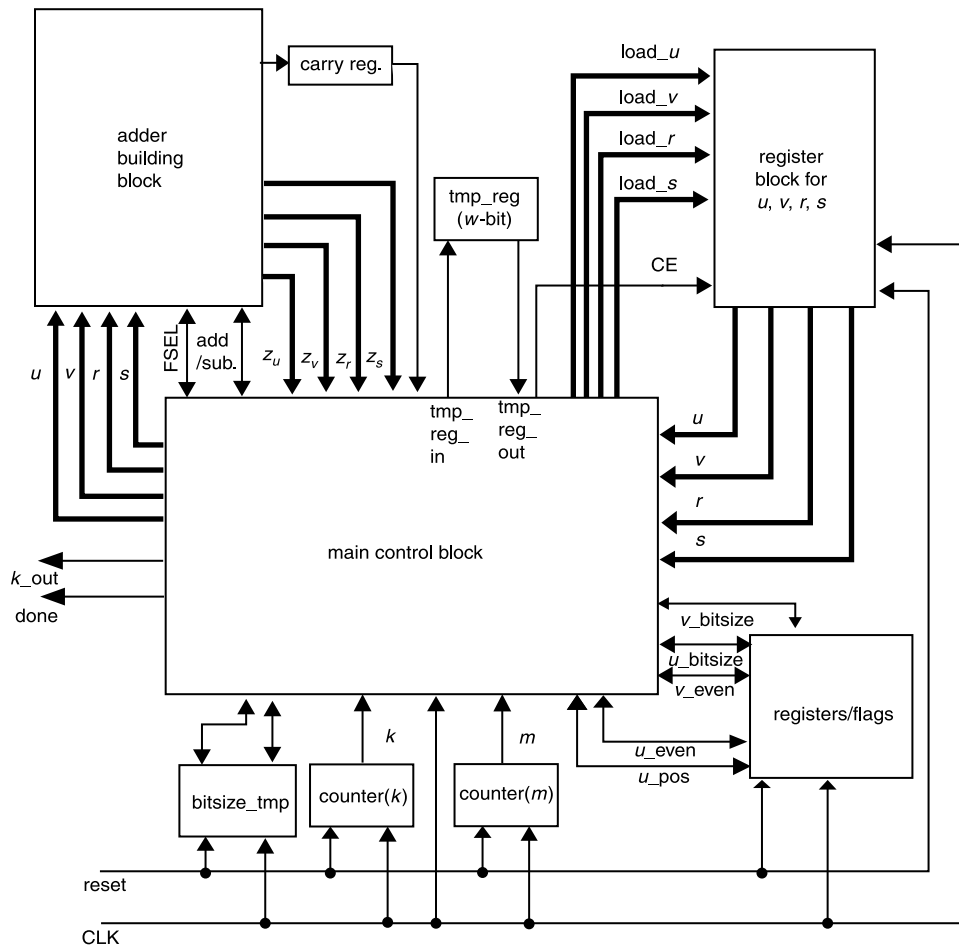 load_u
carry reg.
load_v
adder
building
block
load_r
register
block for
u, v, r, s
load_s
tmp_reg
(w-bit)
CE
FSEL
add
/sub.
z_u
z_v
z_r
z_s
u
v
r
s
tmp_
reg_
in
tmp_
reg_
out
u
v
r
s
main control block
k_out
done
v_bitsize
u_bitsize
v_even
registers/flags
k
m
u_even
u_pos
bitsize_tmp
counter(k)
counter(m)
reset
CLK